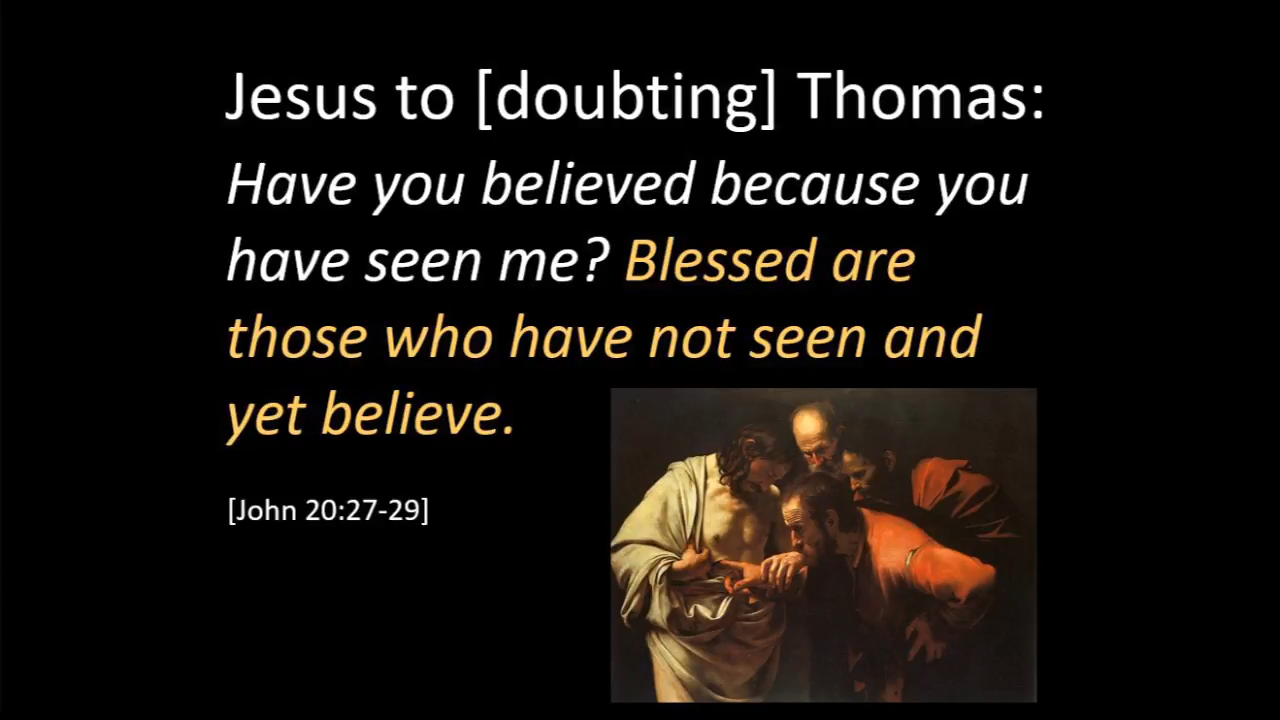 Jesus to [doubting] Thomas:
Have you believed because you
have seen me? Blessed are
those who have not seen and
yet believe.
[John 20:27-29]